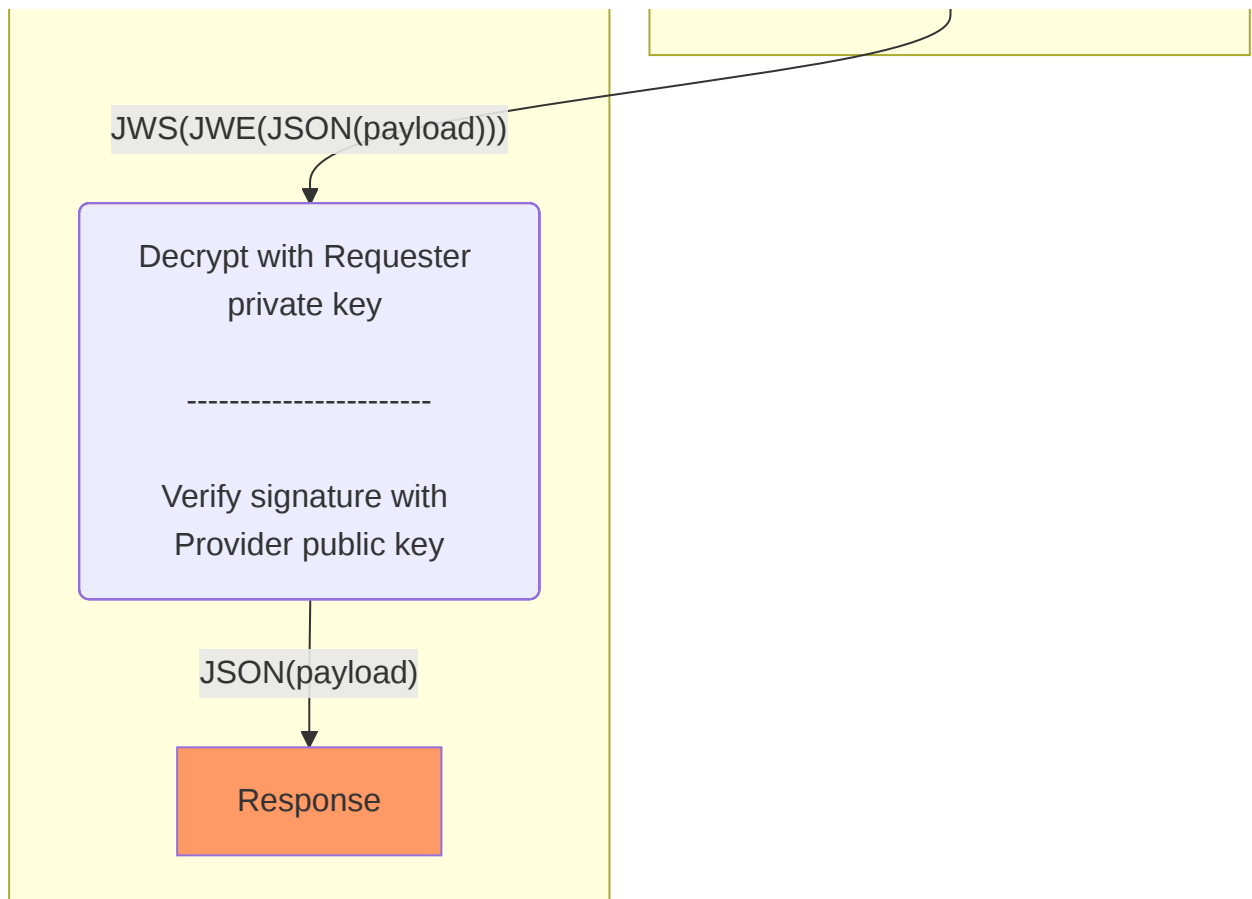 JWS(JWE(JSON(payload)))
Decrypt with Requester
private key
-----------------------
Verify signature with
Provider public key
JSON(payload)
Response